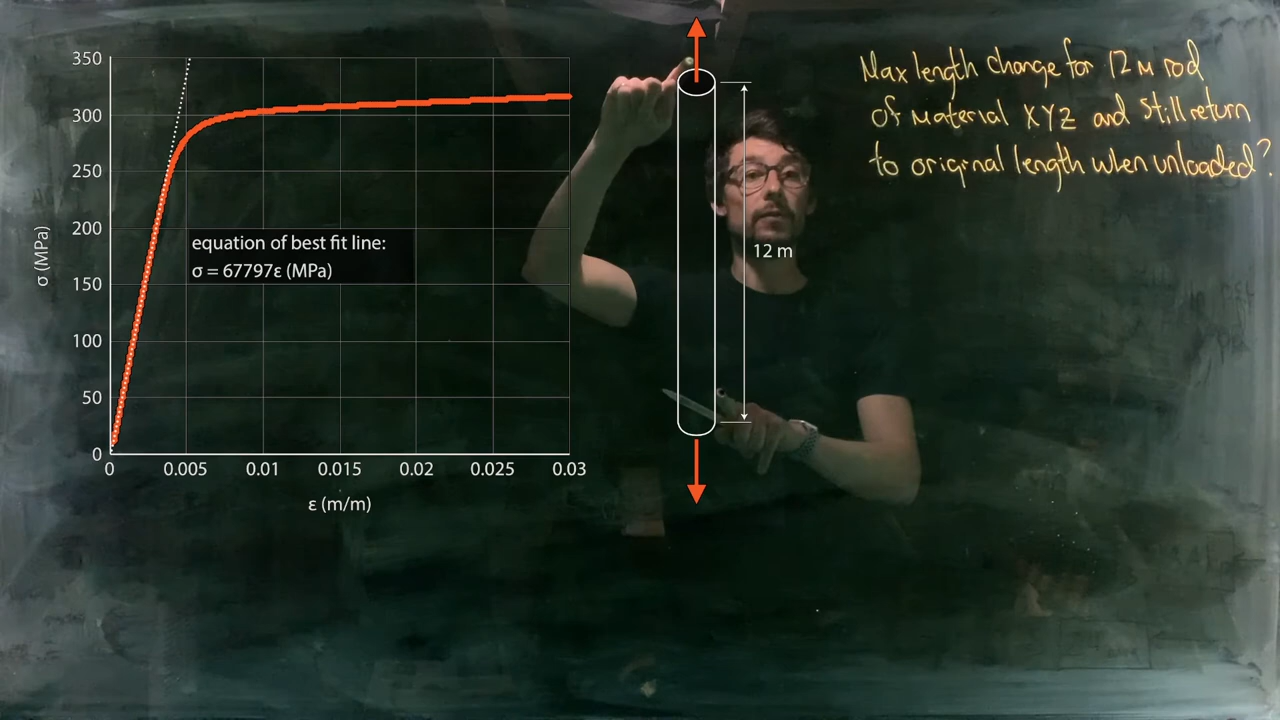 350
300
250
200
150
100
50
0
σ (MPa)
equation of best fit line:
σ = 67797ε (MPa)
0 0.005 0.01 0.015 0.02 0.025 0.03
ε (m/m)
12 m
Max length change for 12 m rod
of material XYZ and still return
to original length when unloaded?